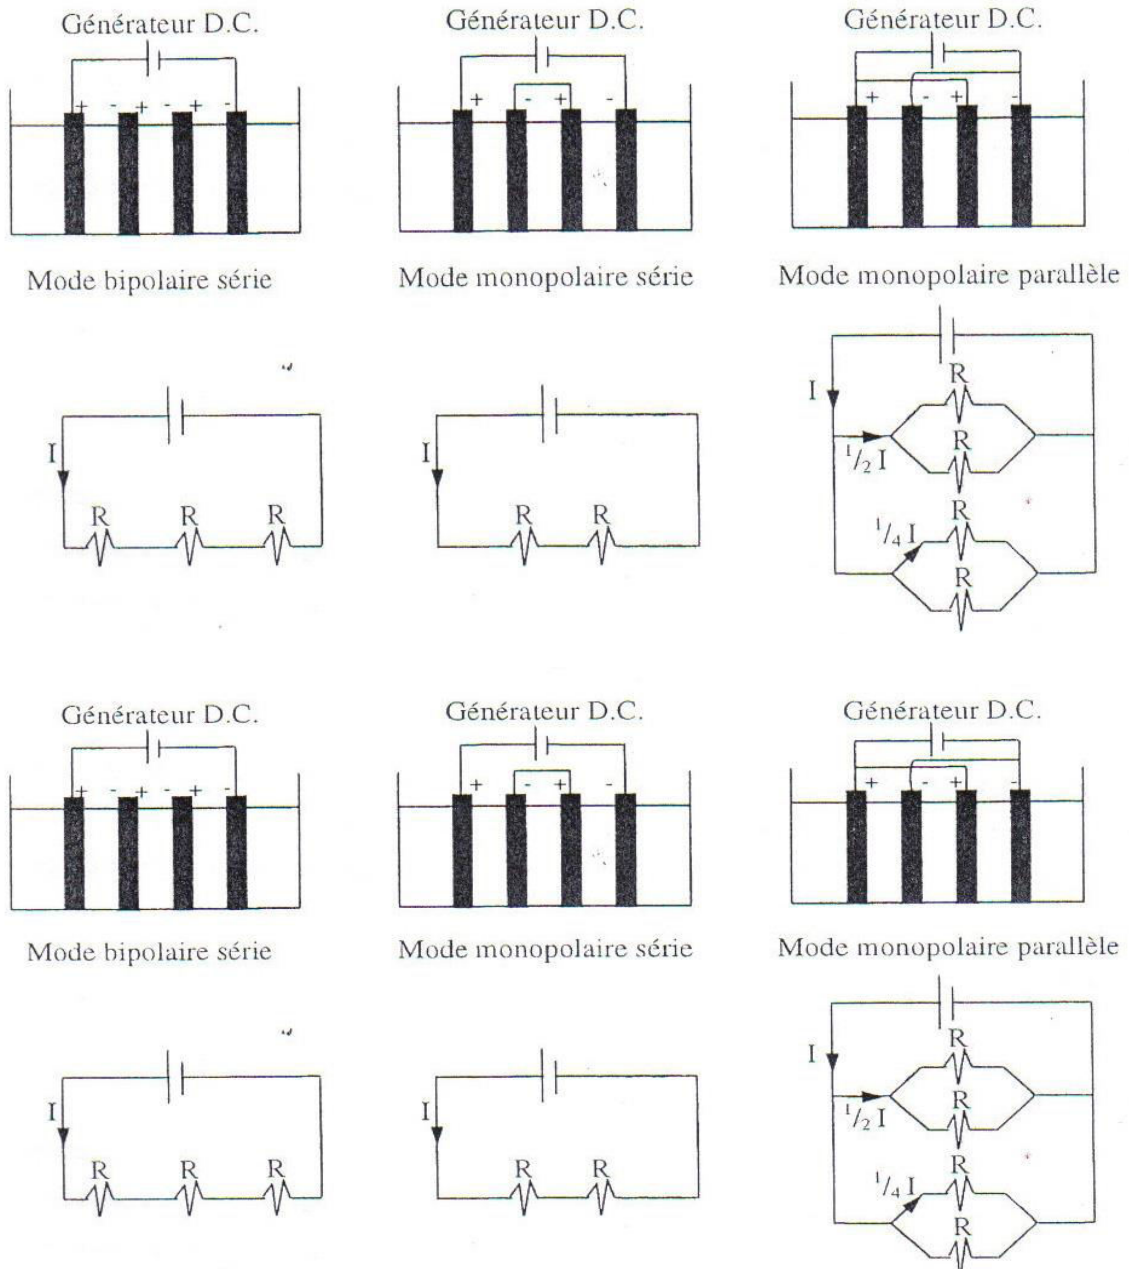 Générateur D.C. Générateur D.C. Générateur D.C.
+ - + - + - + - + - + - + -
Mode bipolaire série Mode monopolaire série Mode monopolaire parallèle
R
I
R
I I 1/2 I
R
R R R R R 1/4 I
R
Générateur D.C. Générateur D.C. Générateur D.C.
+ - + - + - + - + - + - + -
Mode bipolaire série Mode monopolaire série Mode monopolaire parallèle
R
I
R
I I 1/2 I
R
R R R R R 1/4 I
R